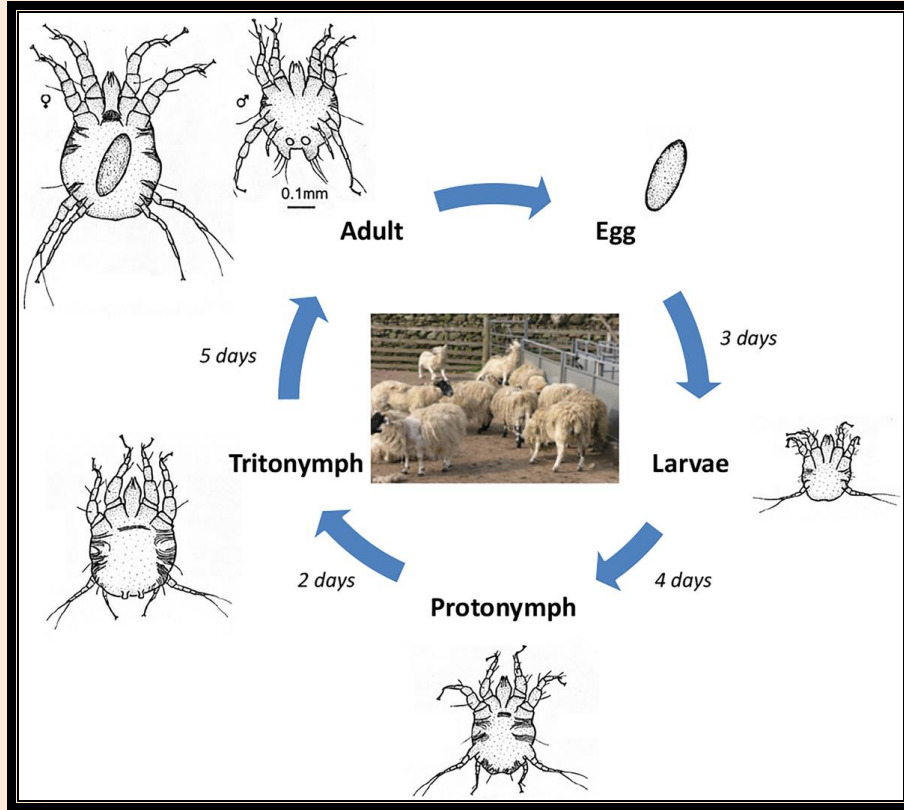 ♀
♂
0.1mm
Adult
Egg
3 days
Larvae
4 days
Protonymph
2 days
Tritonymph
5 days